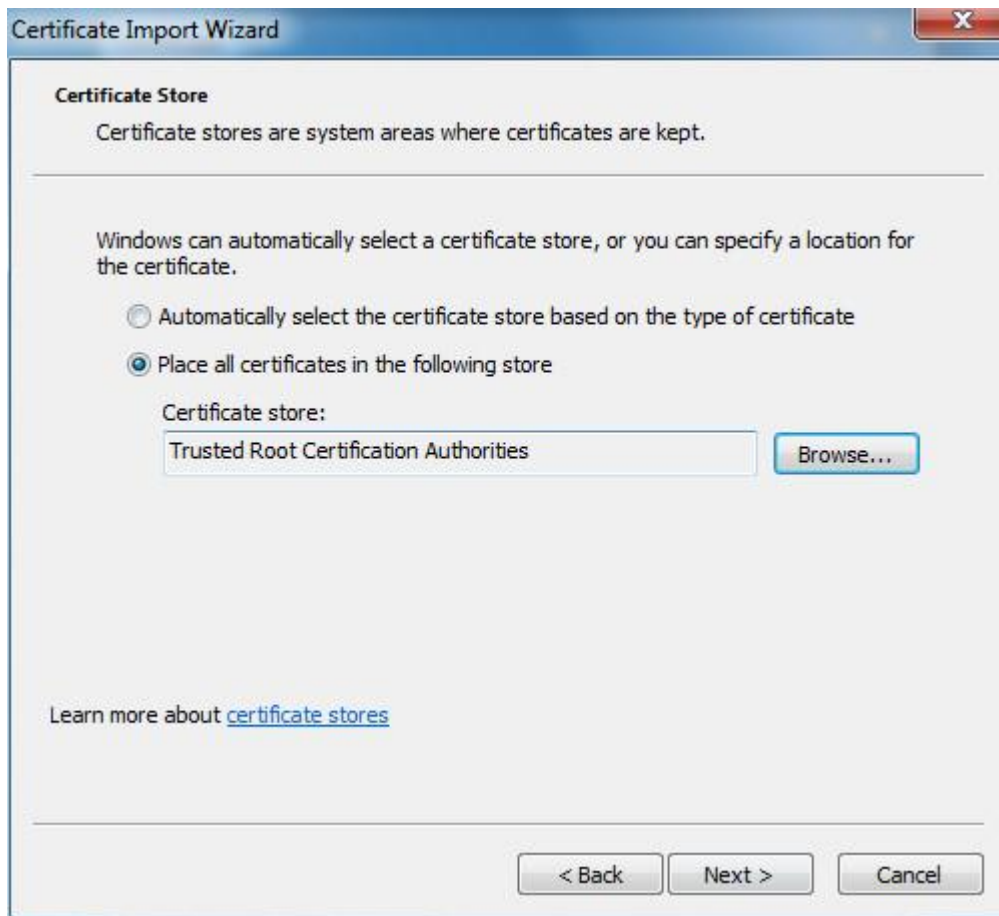 Certificate Import Wizard
Certificate Store
Certificate stores are system areas where certificates are kept.
Windows can automatically select a certificate store, or you can specify a location for
the certificate.
Automatically select the certificate store based on the type of certificate
Place all certificates in the following store
Certificate store:
Trusted Root Certification Authorities
Browse...
Learn more about certificate stores
< Back
Next >
Cancel